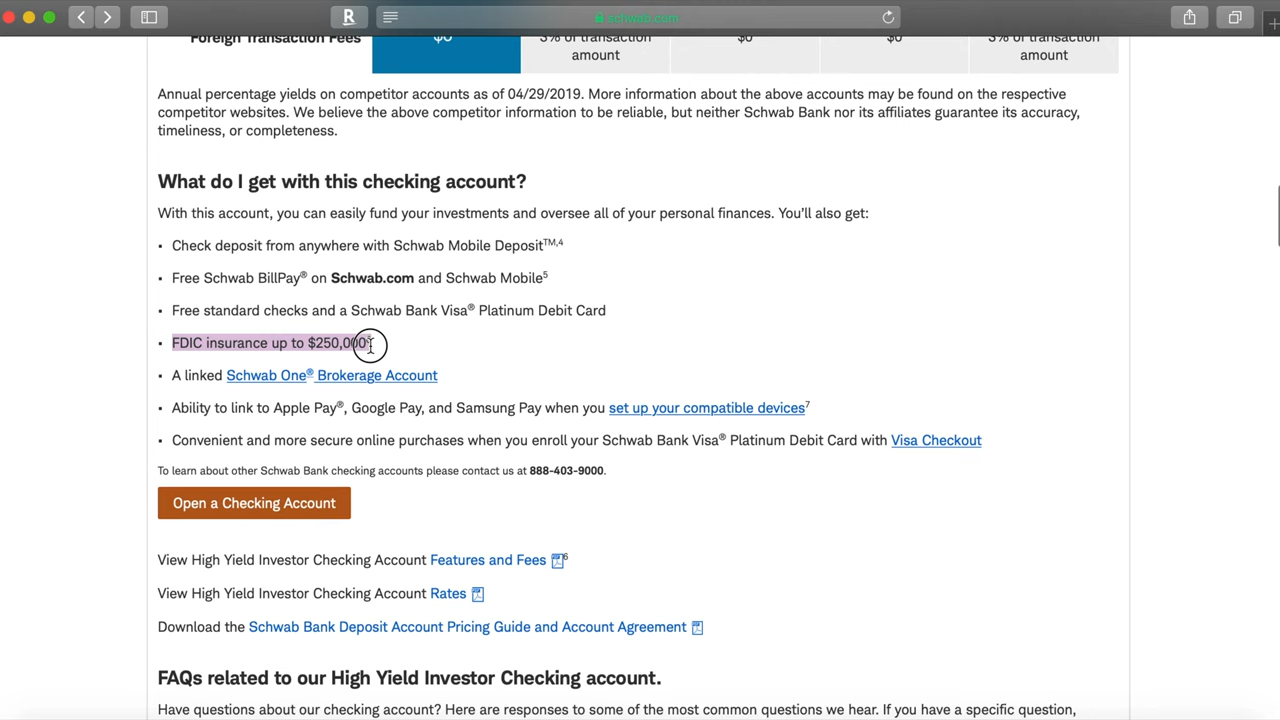 R
schwab.com
Foreign Transaction Fees $0 3% of transaction amount $0 $0 3% of transaction amount
Annual percentage yields on competitor accounts as of 04/29/2019. More information about the above accounts may be found on the respective
competitor websites. We believe the above competitor information to be reliable, but neither Schwab Bank nor its affiliates guarantee its accuracy,
timeliness, or completeness.
What do I get with this checking account?
With this account, you can easily fund your investments and oversee all of your personal finances. You’ll also get:
▪ Check deposit from anywhere with Schwab Mobile Deposit™,4
▪ Free Schwab BillPay® on Schwab.com and Schwab Mobile5
▪ Free standard checks and a Schwab Bank Visa® Platinum Debit Card
▪ FDIC insurance up to $250,000
▪ A linked Schwab One® Brokerage Account
▪ Ability to link to Apple Pay®, Google Pay, and Samsung Pay when you set up your compatible devices7
▪ Convenient and more secure online purchases when you enroll your Schwab Bank Visa® Platinum Debit Card with Visa Checkout
To learn about other Schwab Bank checking accounts please contact us at 888-403-9000.
Open a Checking Account
View High Yield Investor Checking Account Features and Fees 6
View High Yield Investor Checking Account Rates
Download the Schwab Bank Deposit Account Pricing Guide and Account Agreement
FAQs related to our High Yield Investor Checking account.
Have questions about our checking account? Here are responses to some of the most common questions we hear. If you have a specific question,